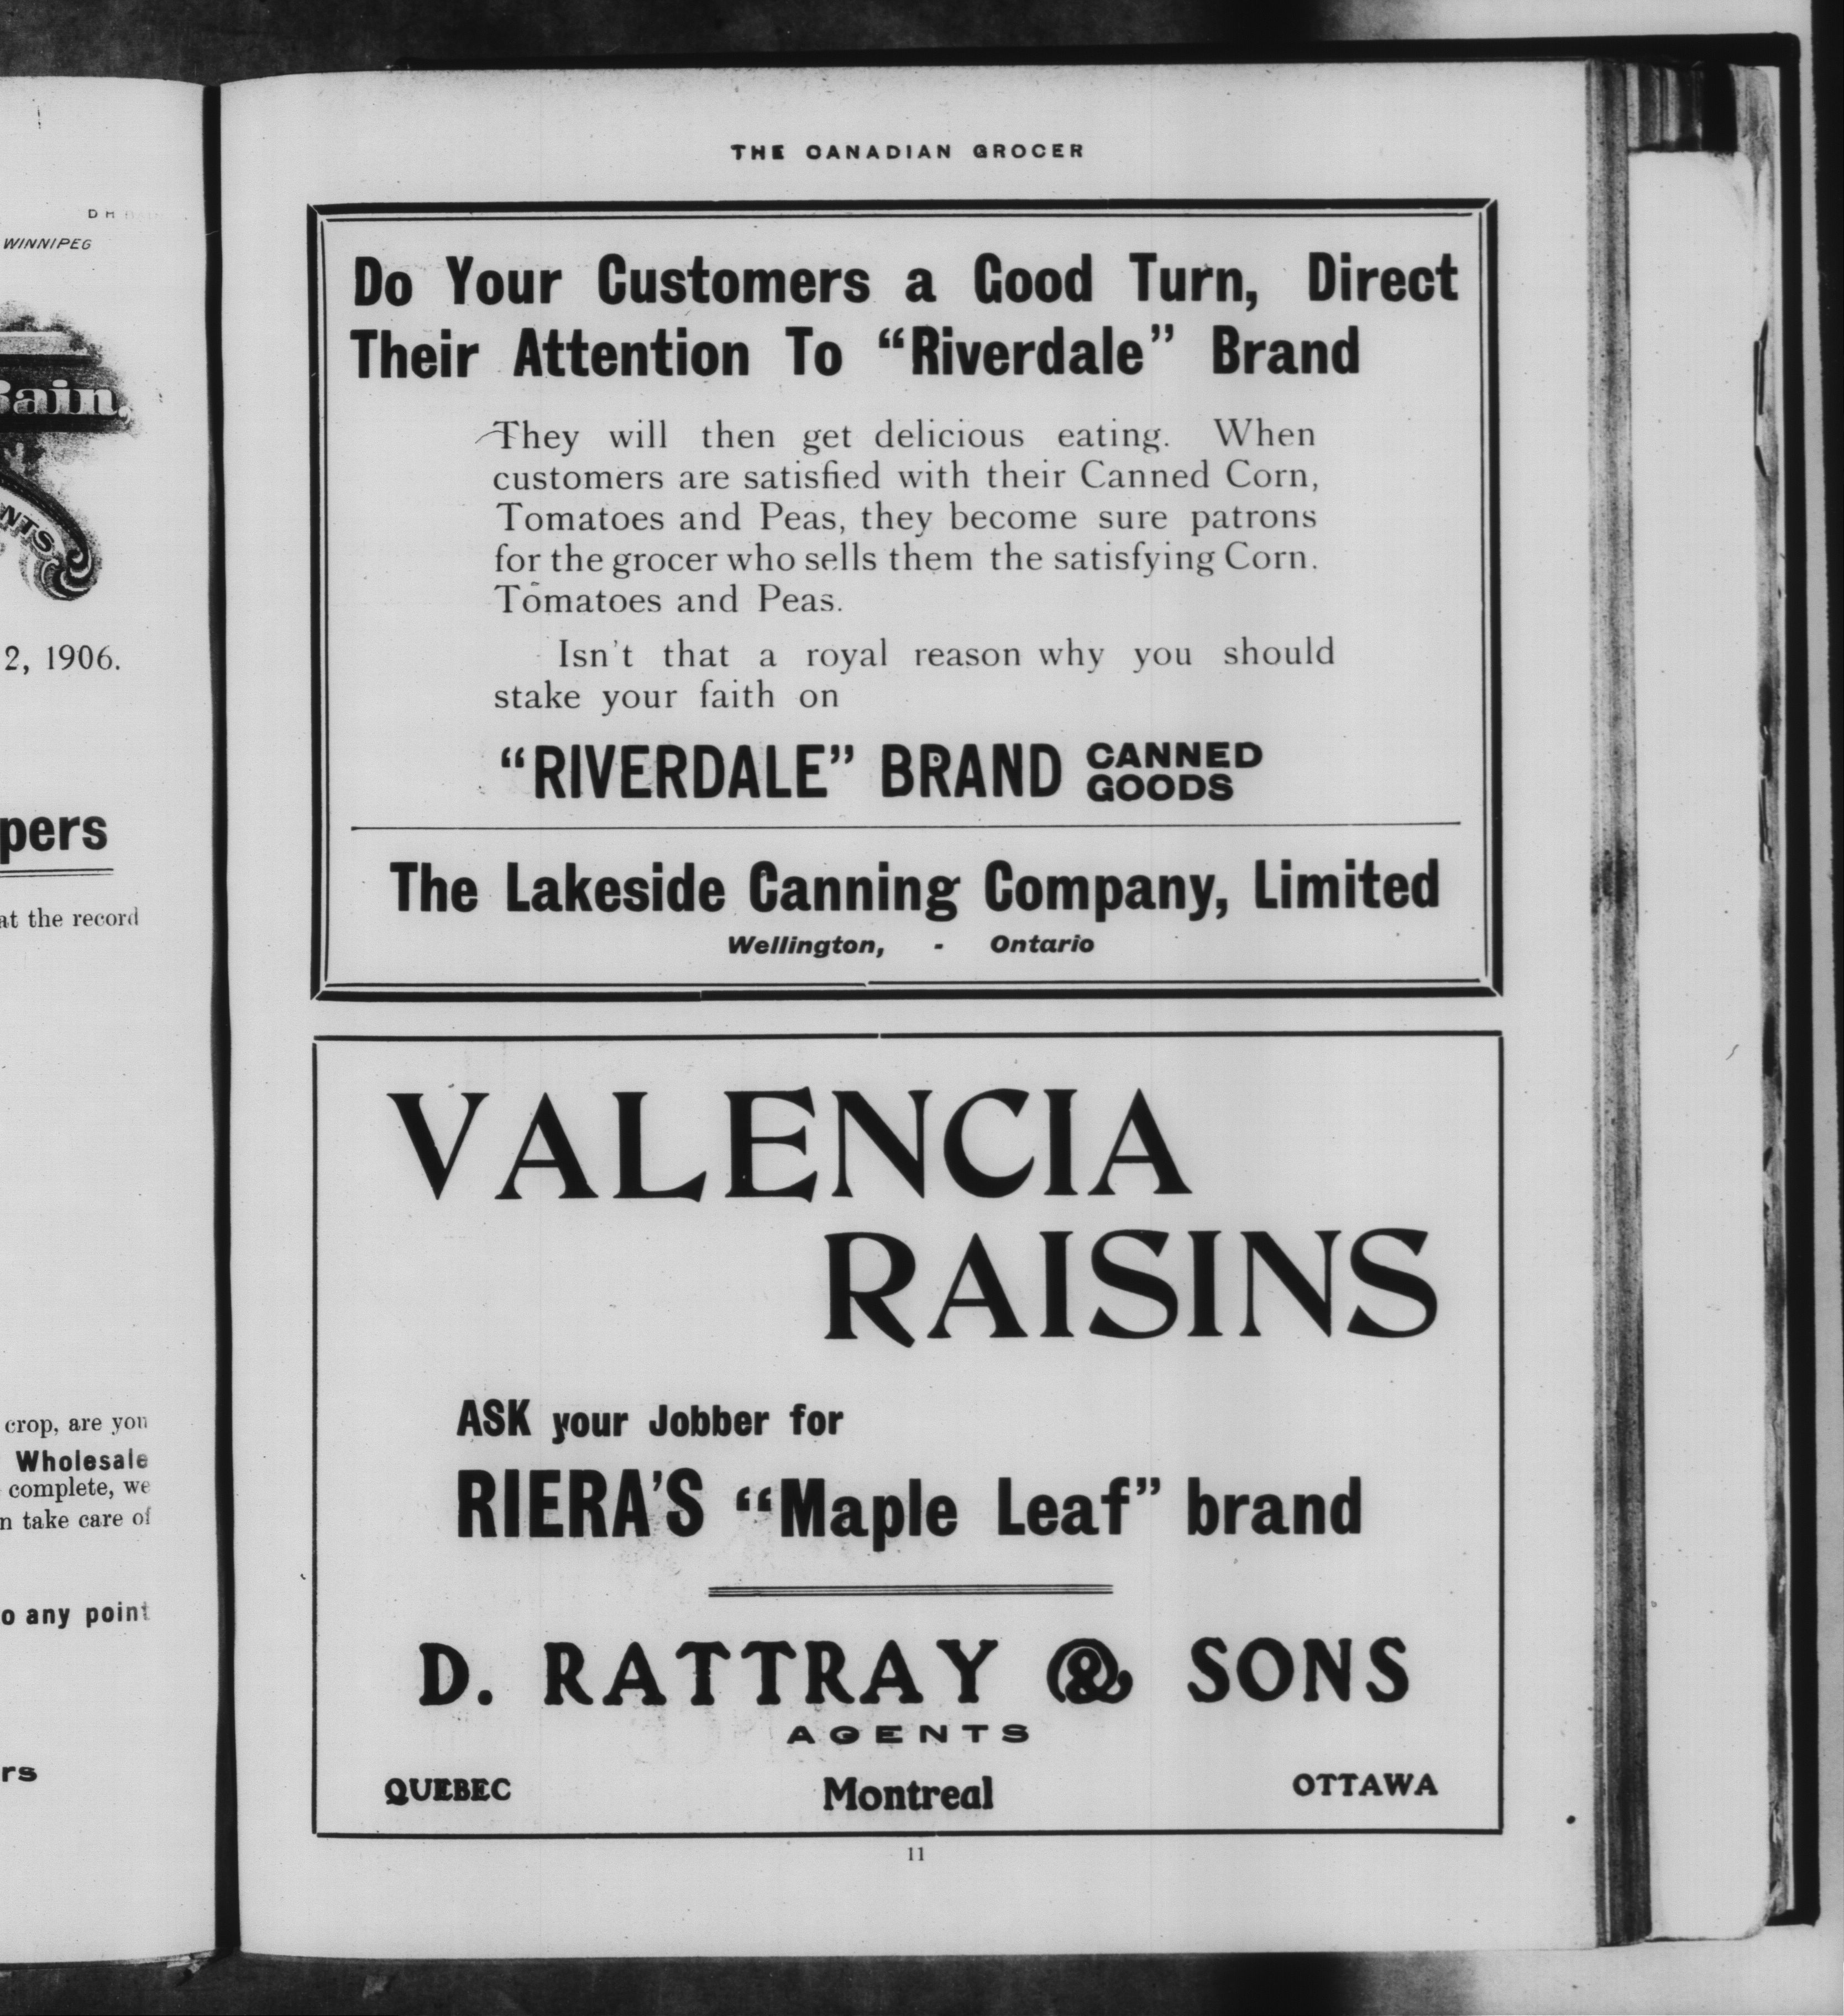 WINNIPEG
Bain,
NTS
2, 1906.
pers
at the record
crop, are you
Wholesale
complete, we
n take care of
o any point
rs
THE CANADIAN GROCER
Do Your Customers a Good Turn, Direct
Their Attention To “Riverdale” Brand
They will then get delicious eating. When
customers are satisfied with their Canned Corn,
Tomatoes and Peas, they become sure patrons
for the grocer who sells them the satisfying Corn.
Tomatoes and Peas.
Isn't that a royal reason why you should
stake your faith on
“RIVERDALE” BRAND CANNED GOODS
The Lakeside Canning Company, Limited
Wellington, - Ontario
VALENCIA
RAISINS
ASK your Jobber for
RIERA'S “Maple Leaf” brand
D. RATTRAY & SONS
AGENTS
QUEBEC Montreal OTTAWA
11